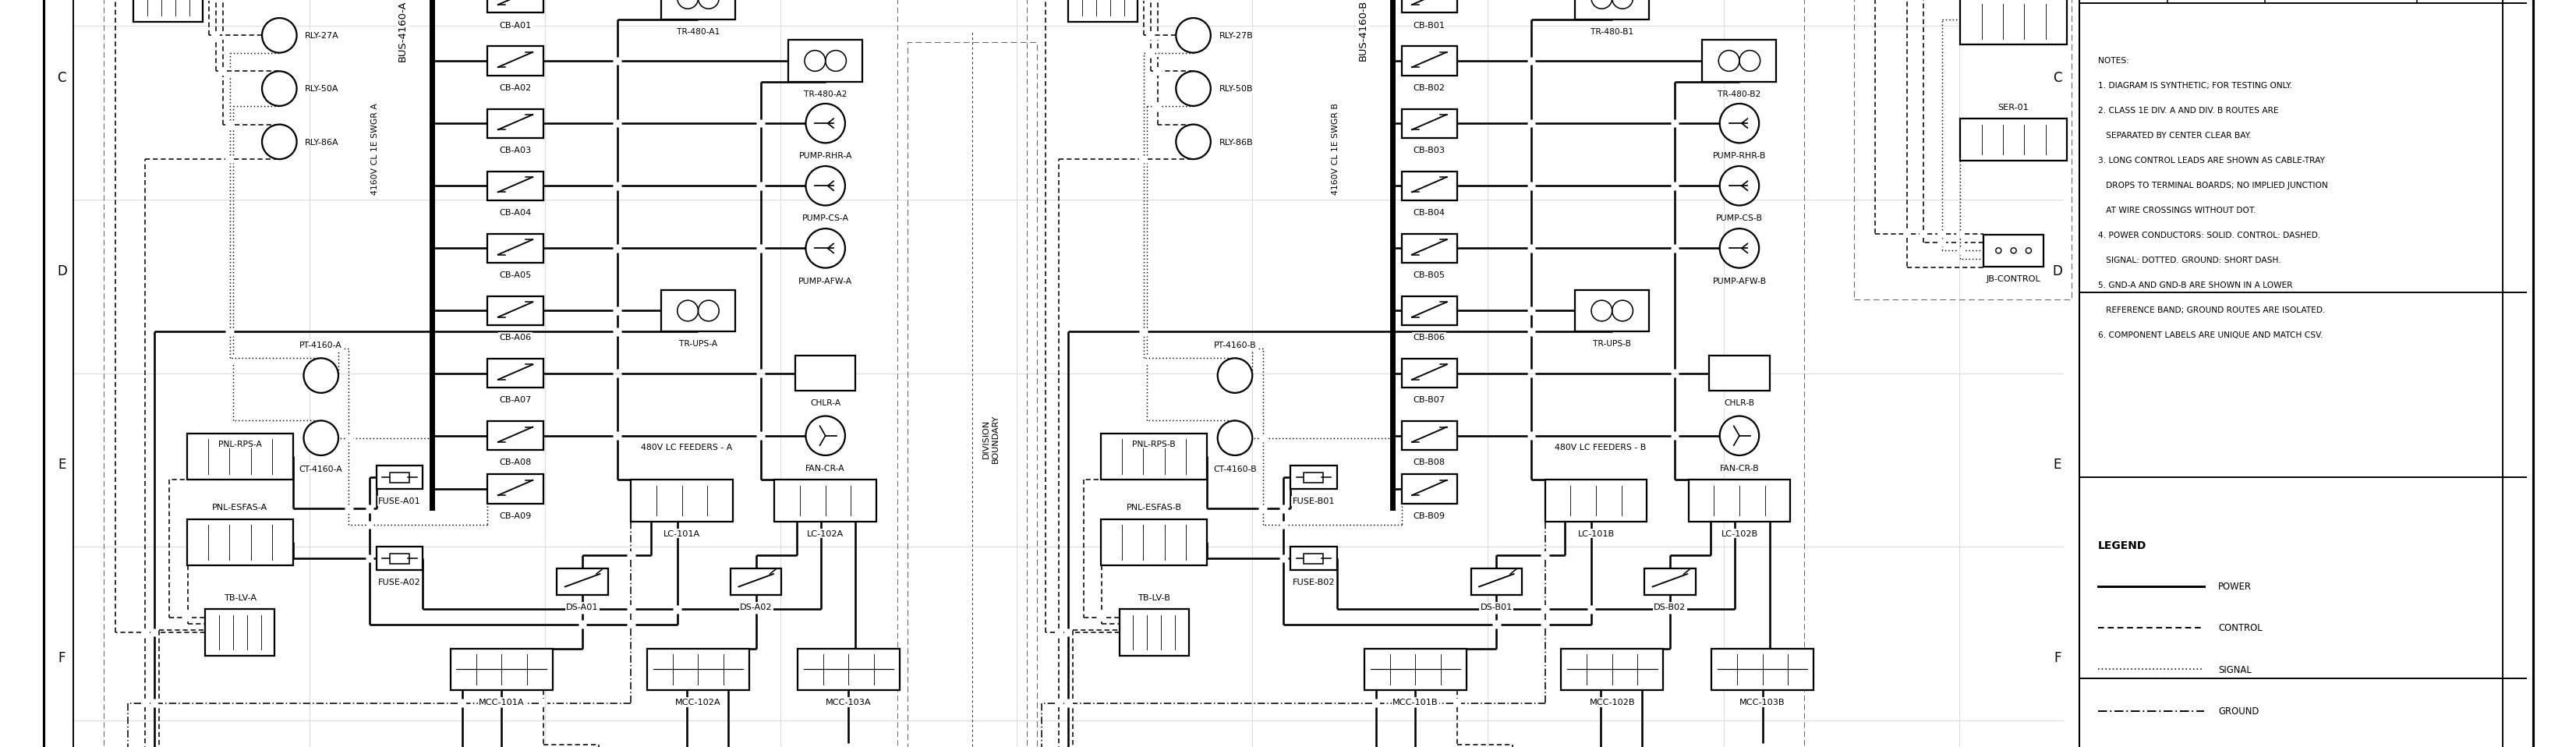 C
D
E
F
RLY-27A
RLY-50A
RLY-86A
BUS-4160-A
4160V CL 1E SWGR A
CB-A01
CB-A02
CB-A03
CB-A04
CB-A05
CB-A06
CB-A07
CB-A08
CB-A09
TR-480-A1
TR-480-A2
PUMP-RHR-A
PUMP-CS-A
PUMP-AFW-A
TR-UPS-A
CHLR-A
FAN-CR-A
480V LC FEEDERS - A
PT-4160-A
CT-4160-A
PNL-RPS-A
PNL-ESFAS-A
FUSE-A01
FUSE-A02
TB-LV-A
LC-101A
LC-102A
DS-A01
DS-A02
MCC-101A
MCC-102A
MCC-103A
DIVISION
BOUNDARY
RLY-27B
RLY-50B
RLY-86B
BUS-4160-B
4160V CL 1E SWGR B
CB-B01
CB-B02
CB-B03
CB-B04
CB-B05
CB-B06
CB-B07
CB-B08
CB-B09
TR-480-B1
TR-480-B2
PUMP-RHR-B
PUMP-CS-B
PUMP-AFW-B
TR-UPS-B
CHLR-B
FAN-CR-B
480V LC FEEDERS - B
PT-4160-B
CT-4160-B
PNL-RPS-B
PNL-ESFAS-B
FUSE-B01
FUSE-B02
TB-LV-B
LC-101B
LC-102B
DS-B01
DS-B02
MCC-101B
MCC-102B
MCC-103B
SER-01
JB-CONTROL
C
D
E
F
NOTES:
1. DIAGRAM IS SYNTHETIC; FOR TESTING ONLY.
2. CLASS 1E DIV. A AND DIV. B ROUTES ARE
SEPARATED BY CENTER CLEAR BAY.
3. LONG CONTROL LEADS ARE SHOWN AS CABLE-TRAY
DROPS TO TERMINAL BOARDS; NO IMPLIED JUNCTION
AT WIRE CROSSINGS WITHOUT DOT.
4. POWER CONDUCTORS: SOLID. CONTROL: DASHED.
SIGNAL: DOTTED. GROUND: SHORT DASH.
5. GND-A AND GND-B ARE SHOWN IN A LOWER
REFERENCE BAND; GROUND ROUTES ARE ISOLATED.
6. COMPONENT LABELS ARE UNIQUE AND MATCH CSV.
LEGEND
POWER
CONTROL
SIGNAL
GROUND